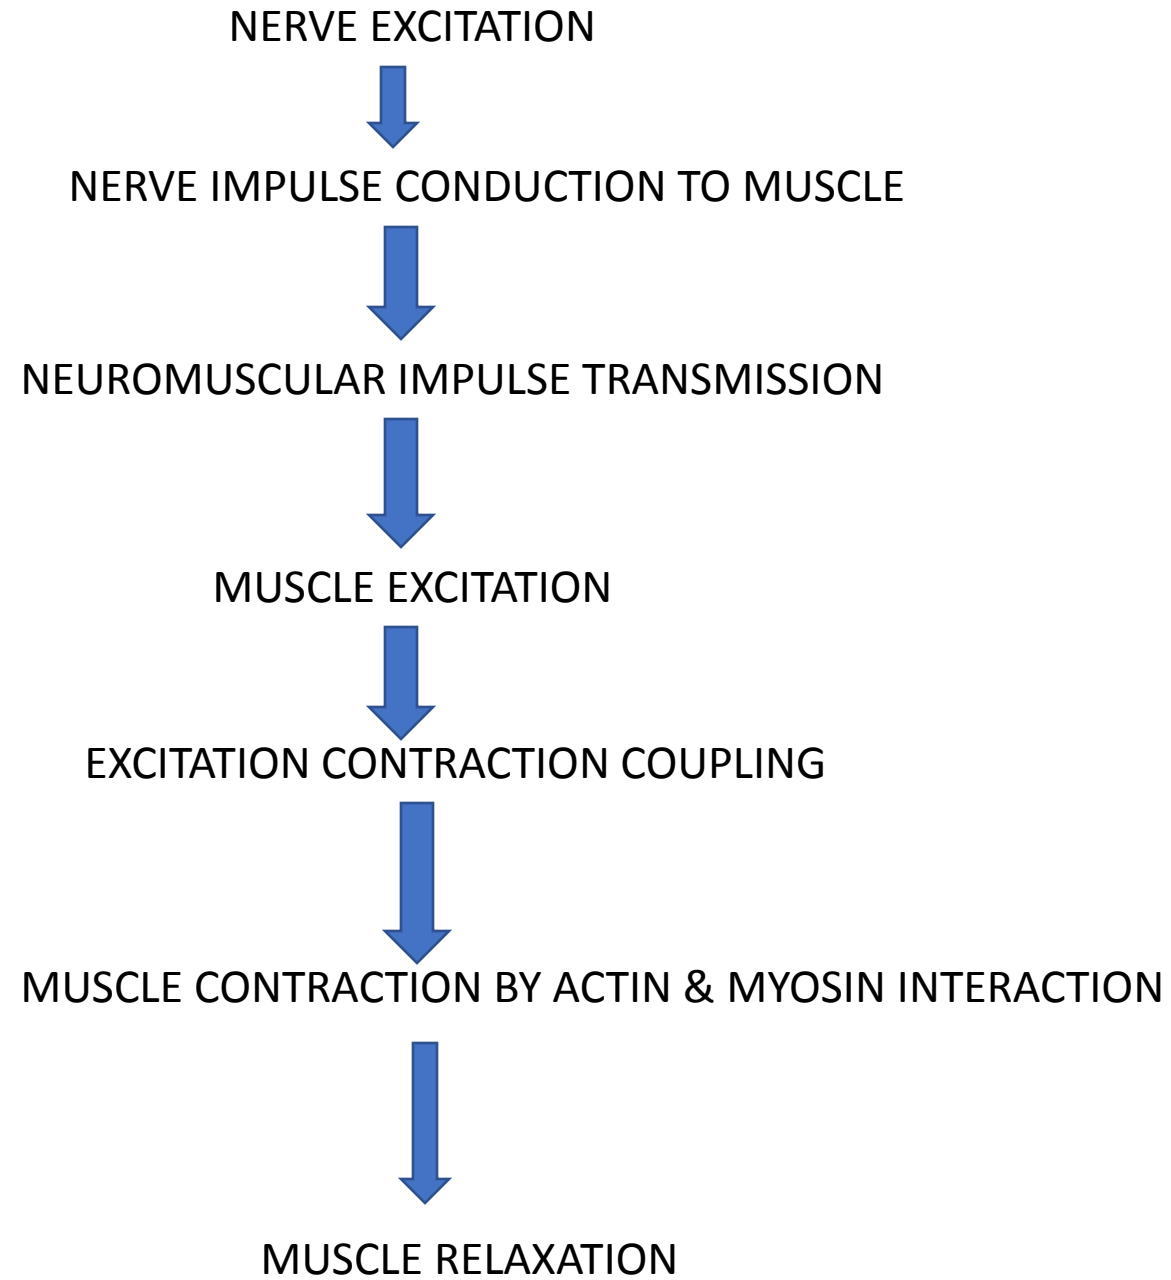 NERVE EXCITATION
NERVE IMPULSE CONDUCTION TO MUSCLE
NEUROMUSCULAR IMPULSE TRANSMISSION
MUSCLE EXCITATION
EXCITATION CONTRACTION COUPLING
MUSCLE CONTRACTION BY ACTIN & MYOSIN INTERACTION
MUSCLE RELAXATION